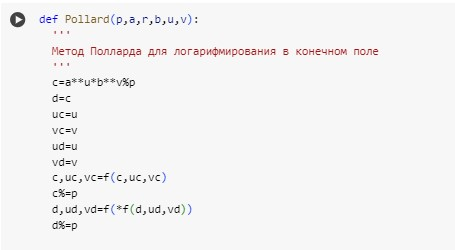 def Pollard(p,a,r,b,u,v):
'''
Метод Полларда для логарифмирования в конечном поле
'''
c=a**u*b**v%p
d=c
uc=u
vc=v
ud=u
vd=v
c,uc,vc=f(c,uc,vc)
c%=p
d,ud,vd=f(*f(d,ud,vd))
d%=p